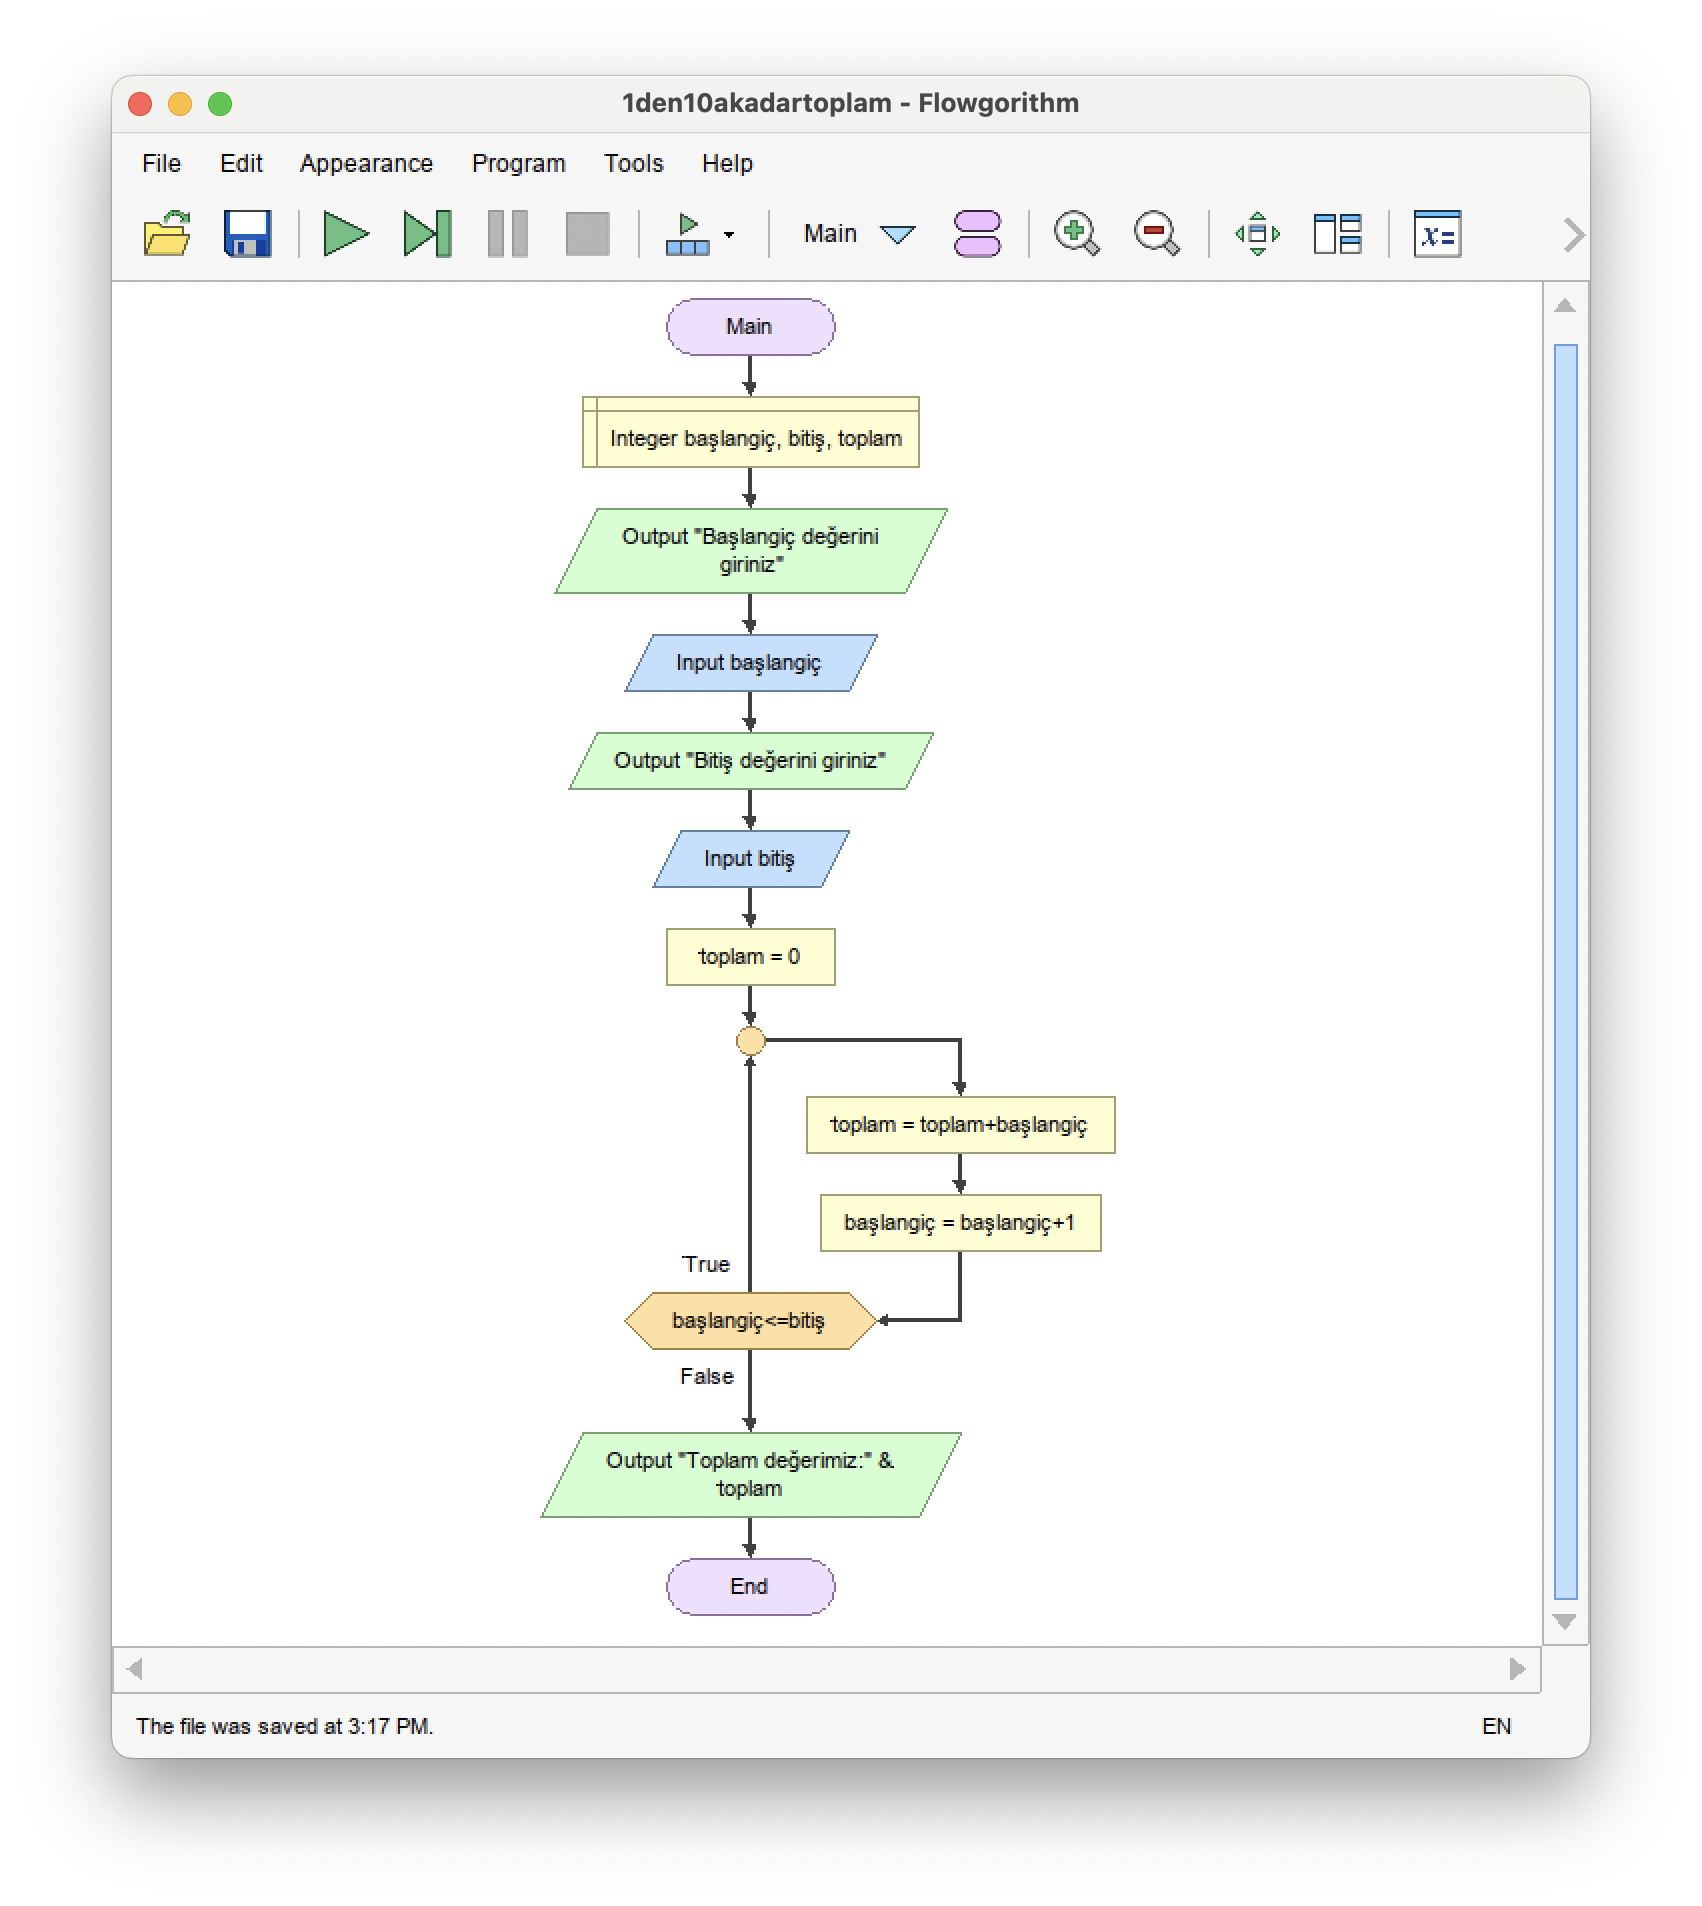 1den10akadartoplam - Flowgorithm
File Edit Appearance Program Tools Help
Main
x=
Main
Integer başlangiç, bitiş, toplam
Output "Başlangiç değerini
giriniz"
Input başlangiç
Output "Bitiş değerini giriniz"
Input bitiş
toplam = 0
toplam = toplam+başlangiç
başlangiç = başlangiç+1
True
başlangiç<=bitiş
False
Output "Toplam değerimiz:" &
toplam
End
The file was saved at 3:17 PM.
EN